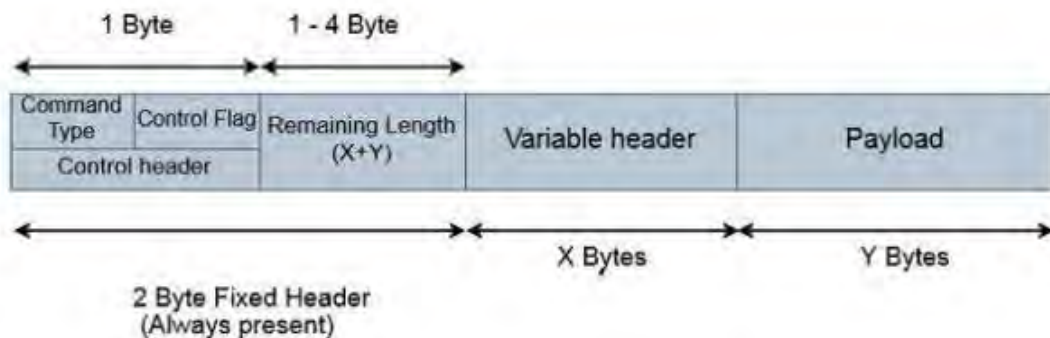 1 Byte
1 - 4 Byte
Command
Type
Control Flag
Control header
Remaining Length
(X+Y)
Variable header
Payload
X Bytes
Y Bytes
2 Byte Fixed Header
(Always present)